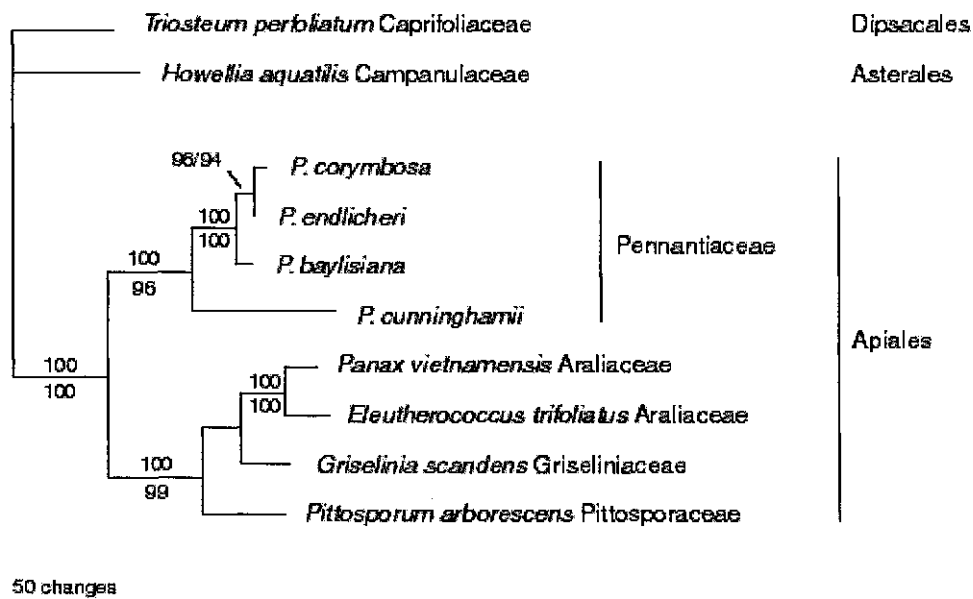 Triosteum perfoliatum Caprifoliaceae Dipsacales
Howellia aquatilis Campanulaceae Asterales
96/94
P. corymbosa
100
P. endlicheri
100
Pennantiaceae
100
P. baylisiana
96
P. cunninghamii
Apiales
100
Panax vietnamensis Araliaceae
100
100
100
Eleutherococcus trifoliatus Araliaceae
100
Griselinia scandens Griseliniaceae
99
Pittosporum arborescens Pittosporaceae
50 changes